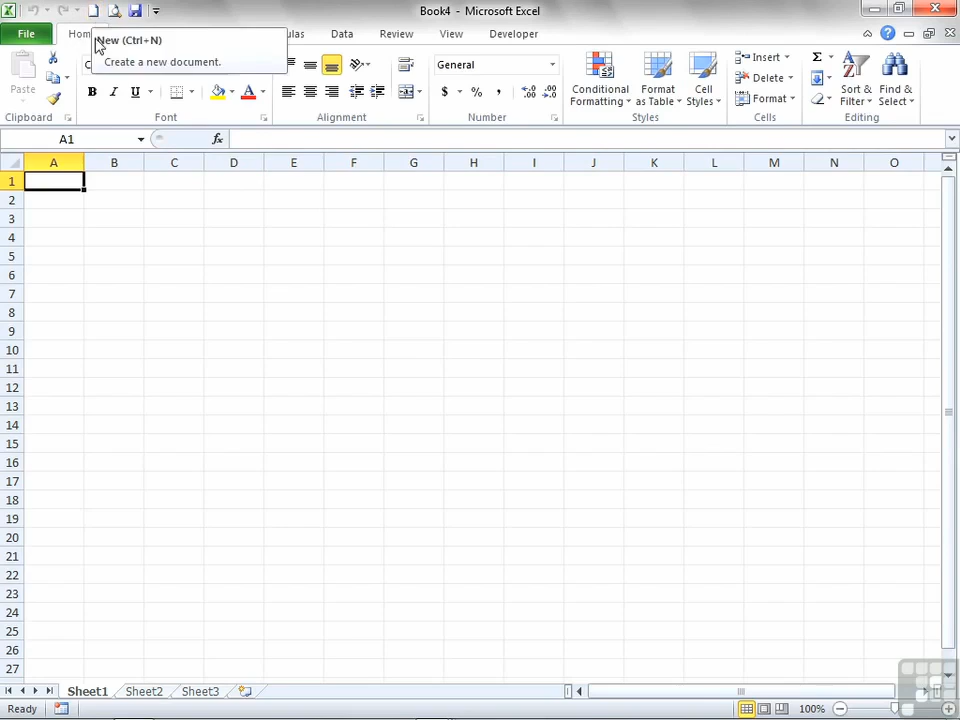 Book4 - Microsoft Excel
File
New (Ctrl+N)
Create a new document.
Data
Review
View
Developer
Paste
B I U
A
General
$ % ,
Conditional
Formatting
Format
as Table
Cell
Styles
Insert
Delete
Format
Σ
Sort &
Filter
Find &
Select
Clipboard
Font
Alignment
Number
Styles
Cells
Editing
A1
fx
A B C D E F G H I J K L M N O
1
2
3
4
5
6
7
8
9
10
11
12
13
14
15
16
17
18
19
20
21
22
23
24
25
26
27
Sheet1
Sheet2
Sheet3
Ready
100%